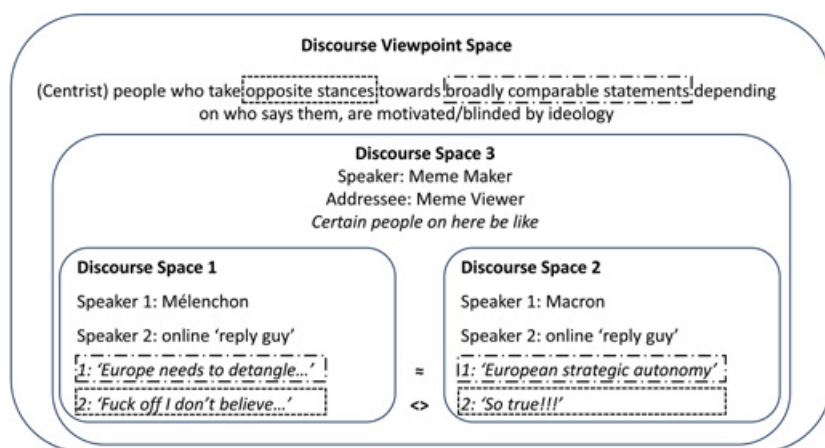 Discourse Viewpoint Space
(Centrist) people who take opposite stances towards broadly comparable statements depending
on who says them, are motivated/blinded by ideology
Discourse Space 3
Speaker: Meme Maker
Addressee: Meme Viewer
Certain people on here be like
Discourse Space 1
Speaker 1: Mélenchon
Speaker 2: online ‘reply guy’
1: ‘Europe needs to detangle…’
2: ‘Fuck off I don’t believe…’
≈
<>
Discourse Space 2
Speaker 1: Macron
Speaker 2: online ‘reply guy’
1: ‘European strategic autonomy’
2: ‘So true!!!’